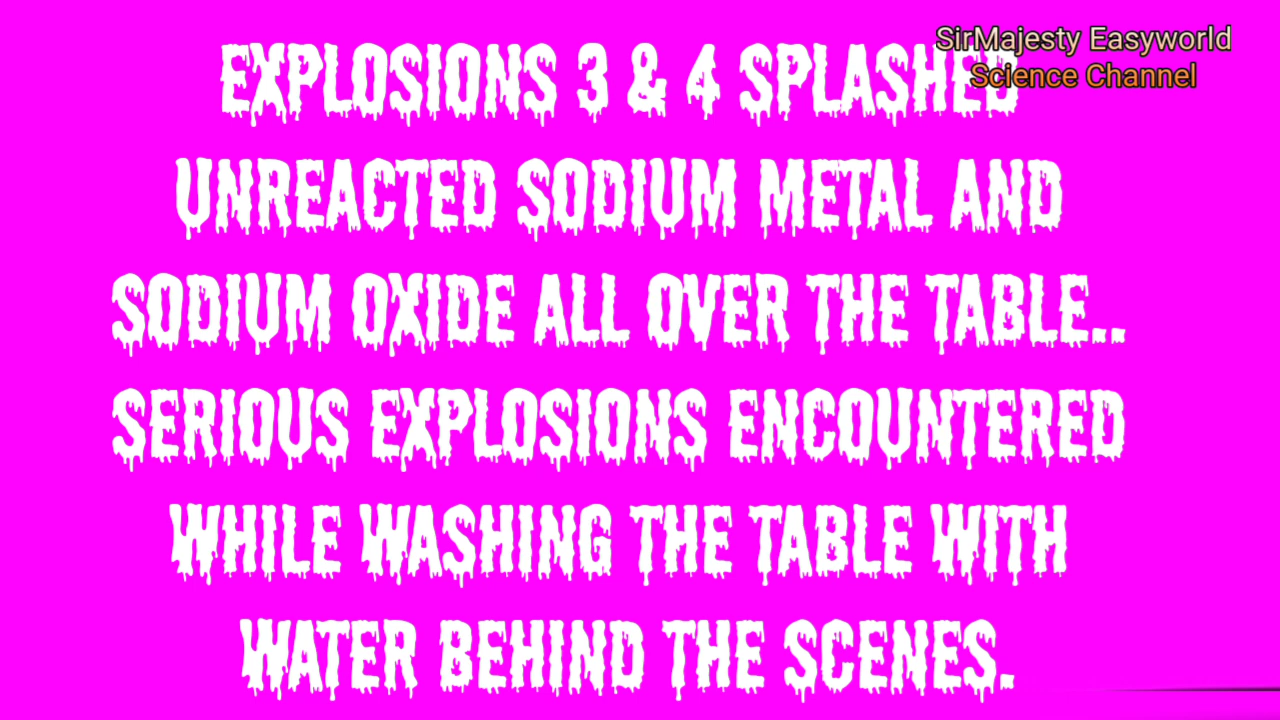 SirMajesty Easyworld
Science Channel
EXPLOSIONS 3 & 4 SPLASHED
UNREACTED SODIUM METAL AND
SODIUM OXIDE ALL OVER THE TABLE..
SERIOUS EXPLOSIONS ENCOUNTERED
WHILE WASHING THE TABLE WITH
WATER BEHIND THE SCENES.